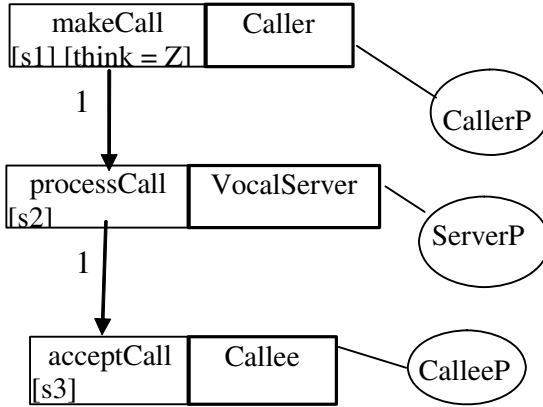 makeCall
Caller
[s1] [think = Z]
1
CallerP
processCall
VocalServer
[s2]
ServerP
1
acceptCall
Callee
CalleeP
[s3]